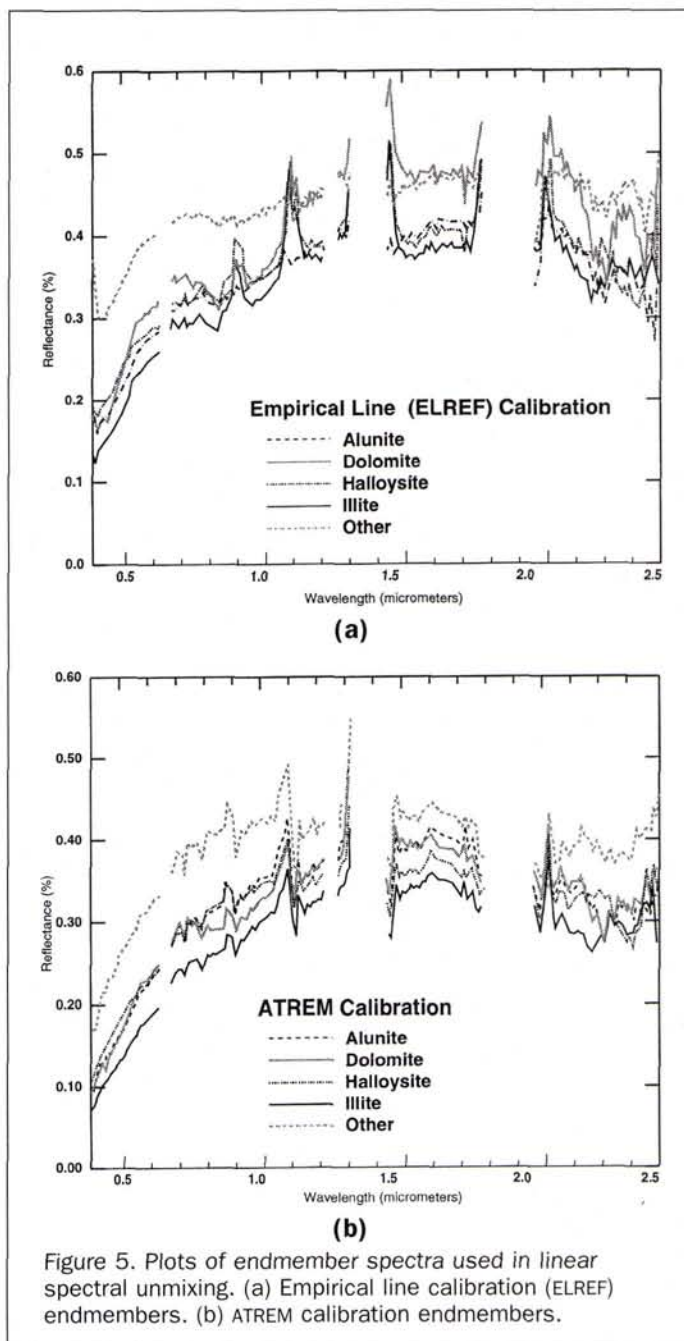 0.6
0.5
0.4
0.3
0.2
0.1
0.0
Reflectance (%)
Empirical Line (ELREF) Calibration
Alunite
Dolomite
Halloysite
Illite
Other
0.5 1.0 1.5 2.0 2.5
Wavelength (micrometers)
(a)
0.60
0.50
0.40
0.30
0.20
0.10
0.00
Reflectance (%)
ATREM Calibration
Alunite
Dolomite
Halloysite
Illite
Other
0.5 1.0 1.5 2.0 2.5
Wavelength (micrometers)
(b)
Figure 5. Plots of endmember spectra used in linear
spectral unmixing. (a) Empirical line calibration (ELREF)
endmembers. (b) ATREM calibration endmembers.